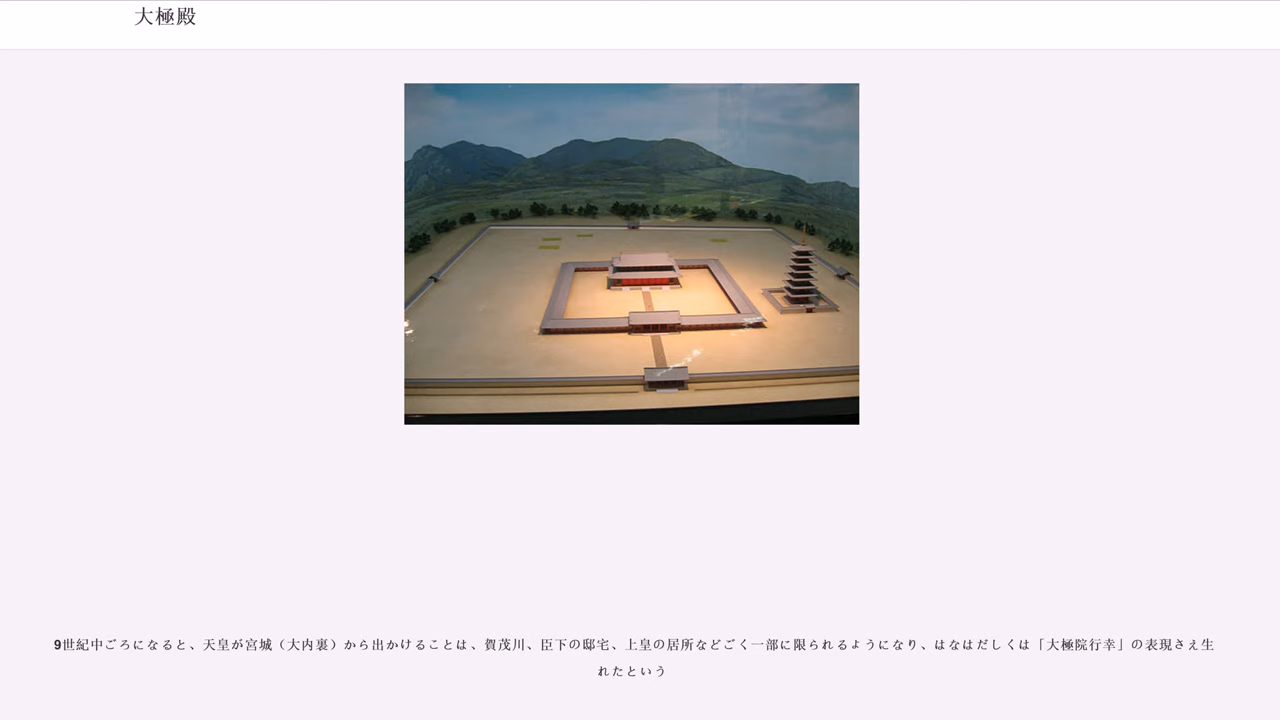 大極殿
9世紀中ごろになると、天皇が宮城（大内裏）から出かけることは、賀茂川、臣下の邸宅、上皇の居所などごく一部に限られるようになり、はなはだしくは「大極院行幸」の表現さえ生
れたという